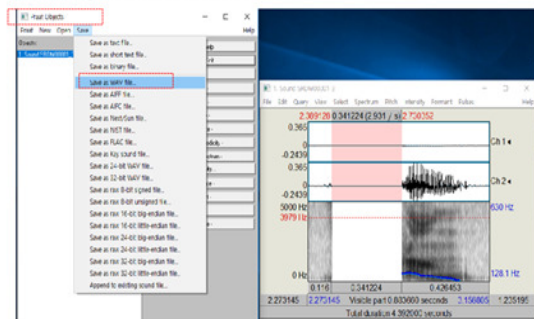 Praat Objects
Praat New Open Save Help
Objects:
Save as text file...
Save as short text file...
Save as binary file...
Save as WAV file...
Save as AIFF file...
Save as AIFC file...
Save as Next/Sun file...
Save as NIST file...
Save as FLAC file...
Save as Kay sound file...
Save as 24-bit WAV file...
Save as 32-bit WAV file...
Save as raw 8-bit signed file...
Save as raw 8-bit unsigned file...
Save as raw 16-bit big-endian file...
Save as raw 16-bit little-endian file...
Save as raw 24-bit big-endian file...
Save as raw 24-bit little-endian file...
Save as raw 32-bit big-endian file...
Save as raw 32-bit little-endian file...
Append to existing sound file...
1. Sound
File Edit Query View Select Spectrum Pitch Intensity Formant Pulses Help
0.341224 (2.931 / s)
0.365
0
-0.2439
Ch 1
0.365
0
-0.2439
Ch 2
5000 Hz
3979 Hz
0 Hz
630 Hz
128.1 Hz
0.116 0.341224 0.426453
2.273145 2.273145 Visible part 0.883660 seconds 3.156805 1.235195
Total duration 4.392000 seconds